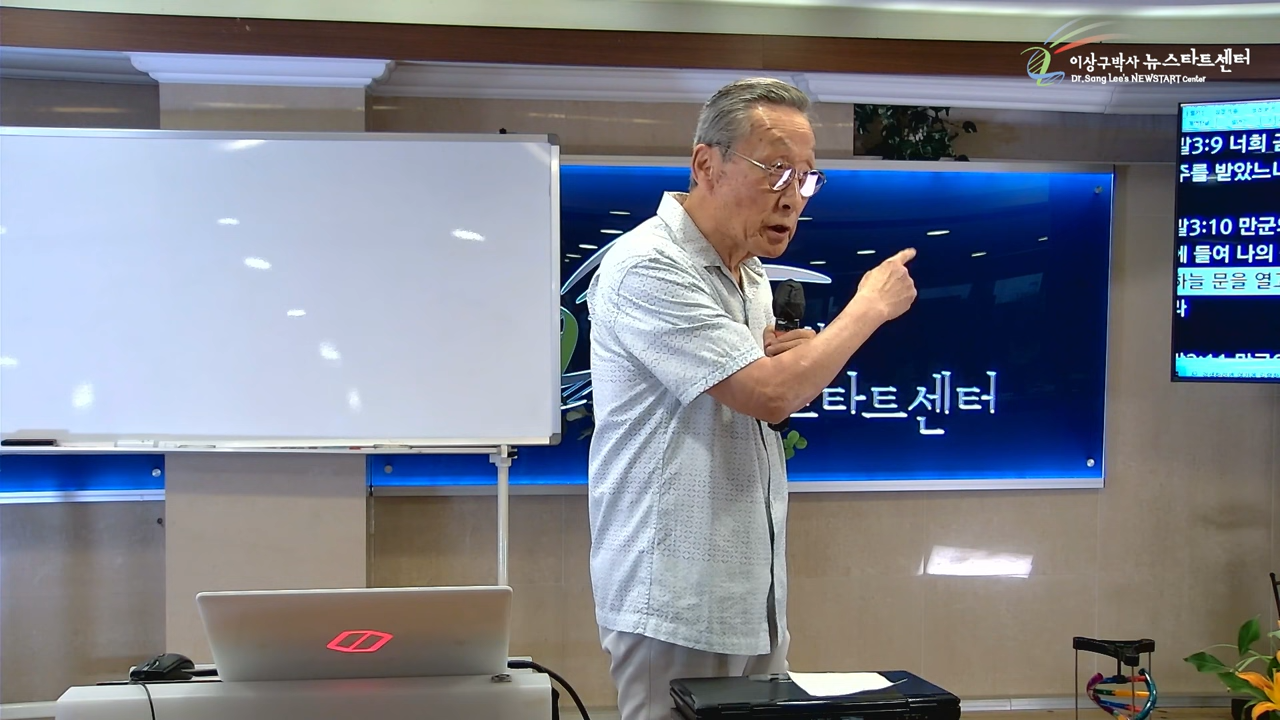 이상구박사 뉴스타트센터
Dr. Sang Lee's NEWSTART Center
말3:9 너희
주를 받았느니
말3:10 만군의
에 들여 나의
하늘 문을 열고
라
스타트센터